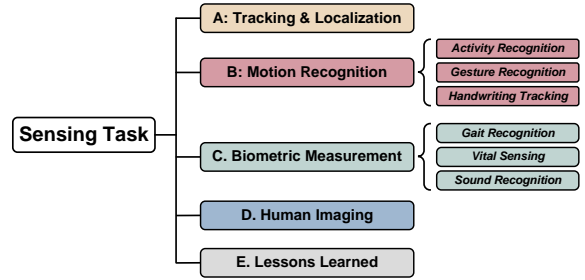 Sensing Task
A: Tracking & Localization
B: Motion Recognition
Activity Recognition
Gesture Recognition
Handwriting Tracking
C. Biometric Measurement
Gait Recognition
Vital Sensing
Sound Recognition
D. Human Imaging
E. Lessons Learned